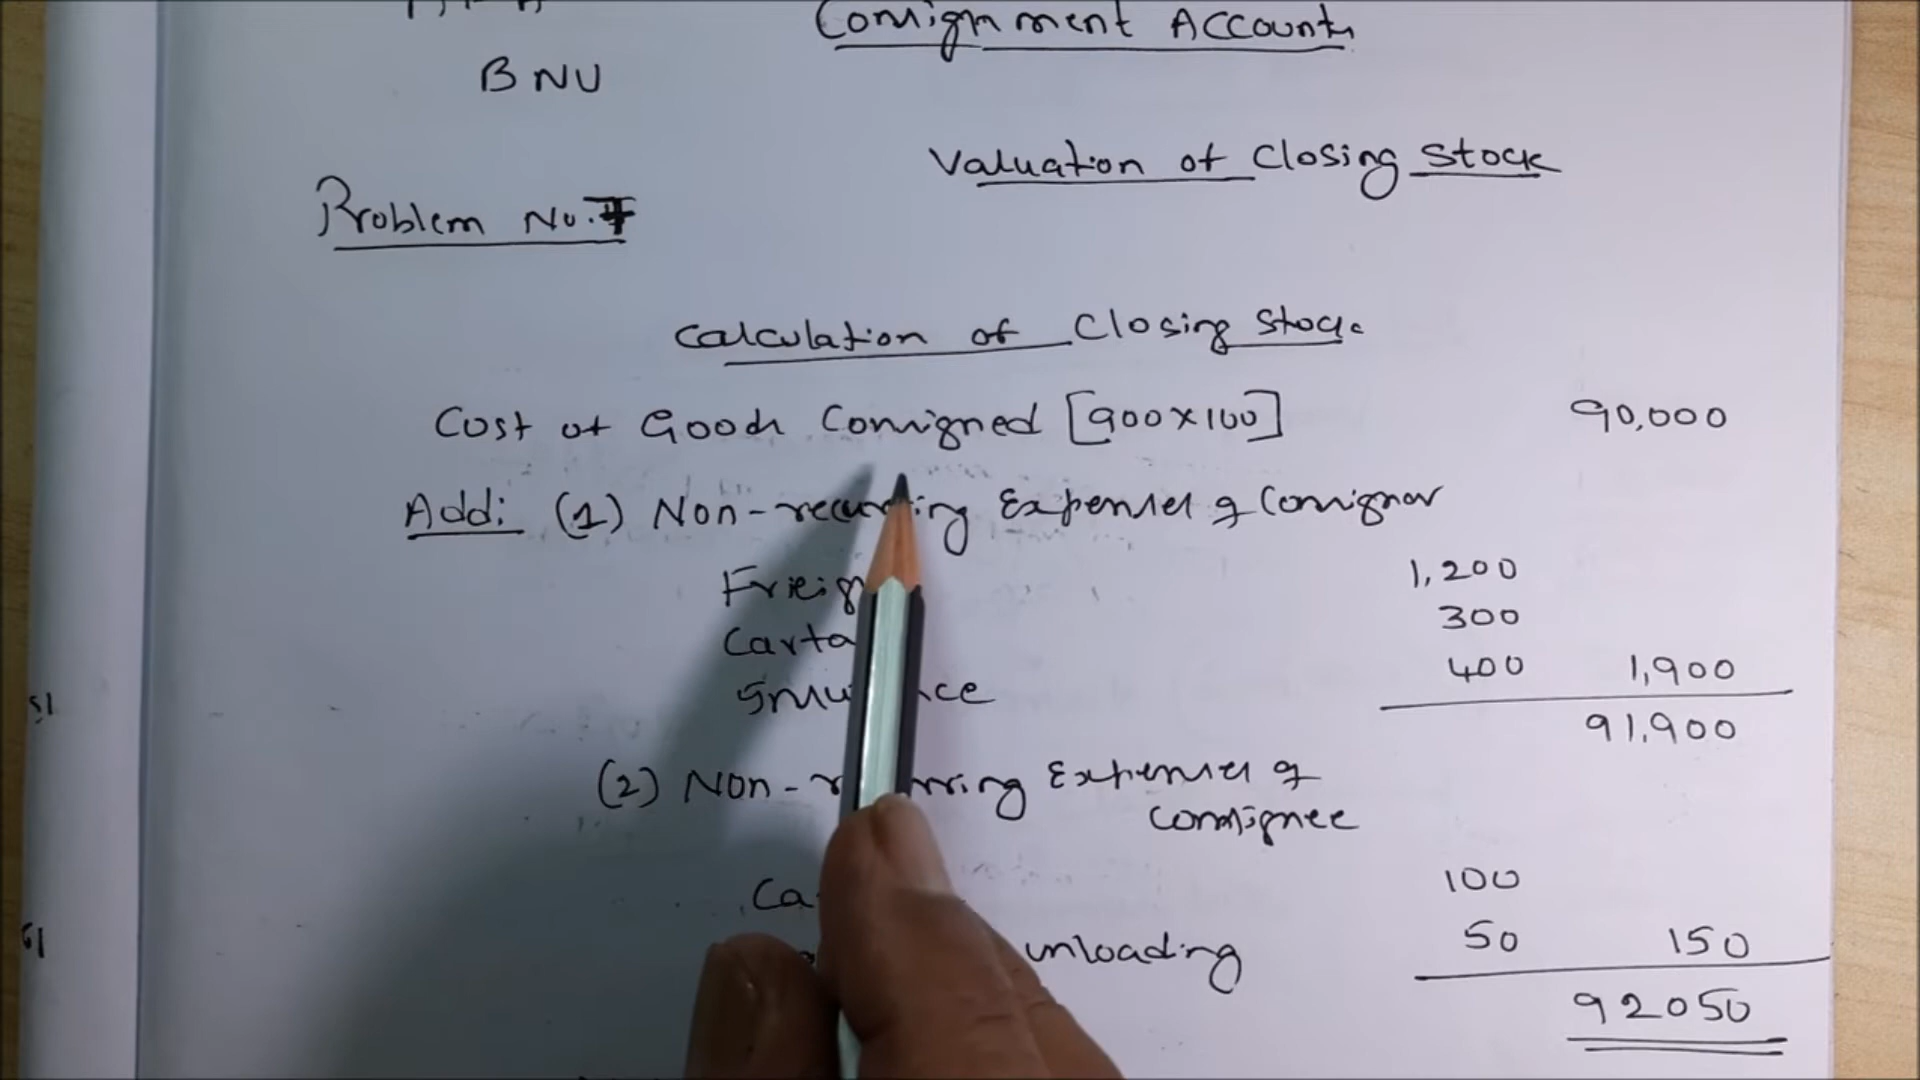 Consignment Accounts
BNU
Valuation of Closing Stock
Problem No. 7
Calculation of Closing Stock
Cost of Goods Consigned [900x100] 90,000
Add: (1) Non-recurring Expenses of Consignor
1,200
300
400 1,900
91,900
(2) Non- Expenses of
consignee
100
unloading 50 150
92050